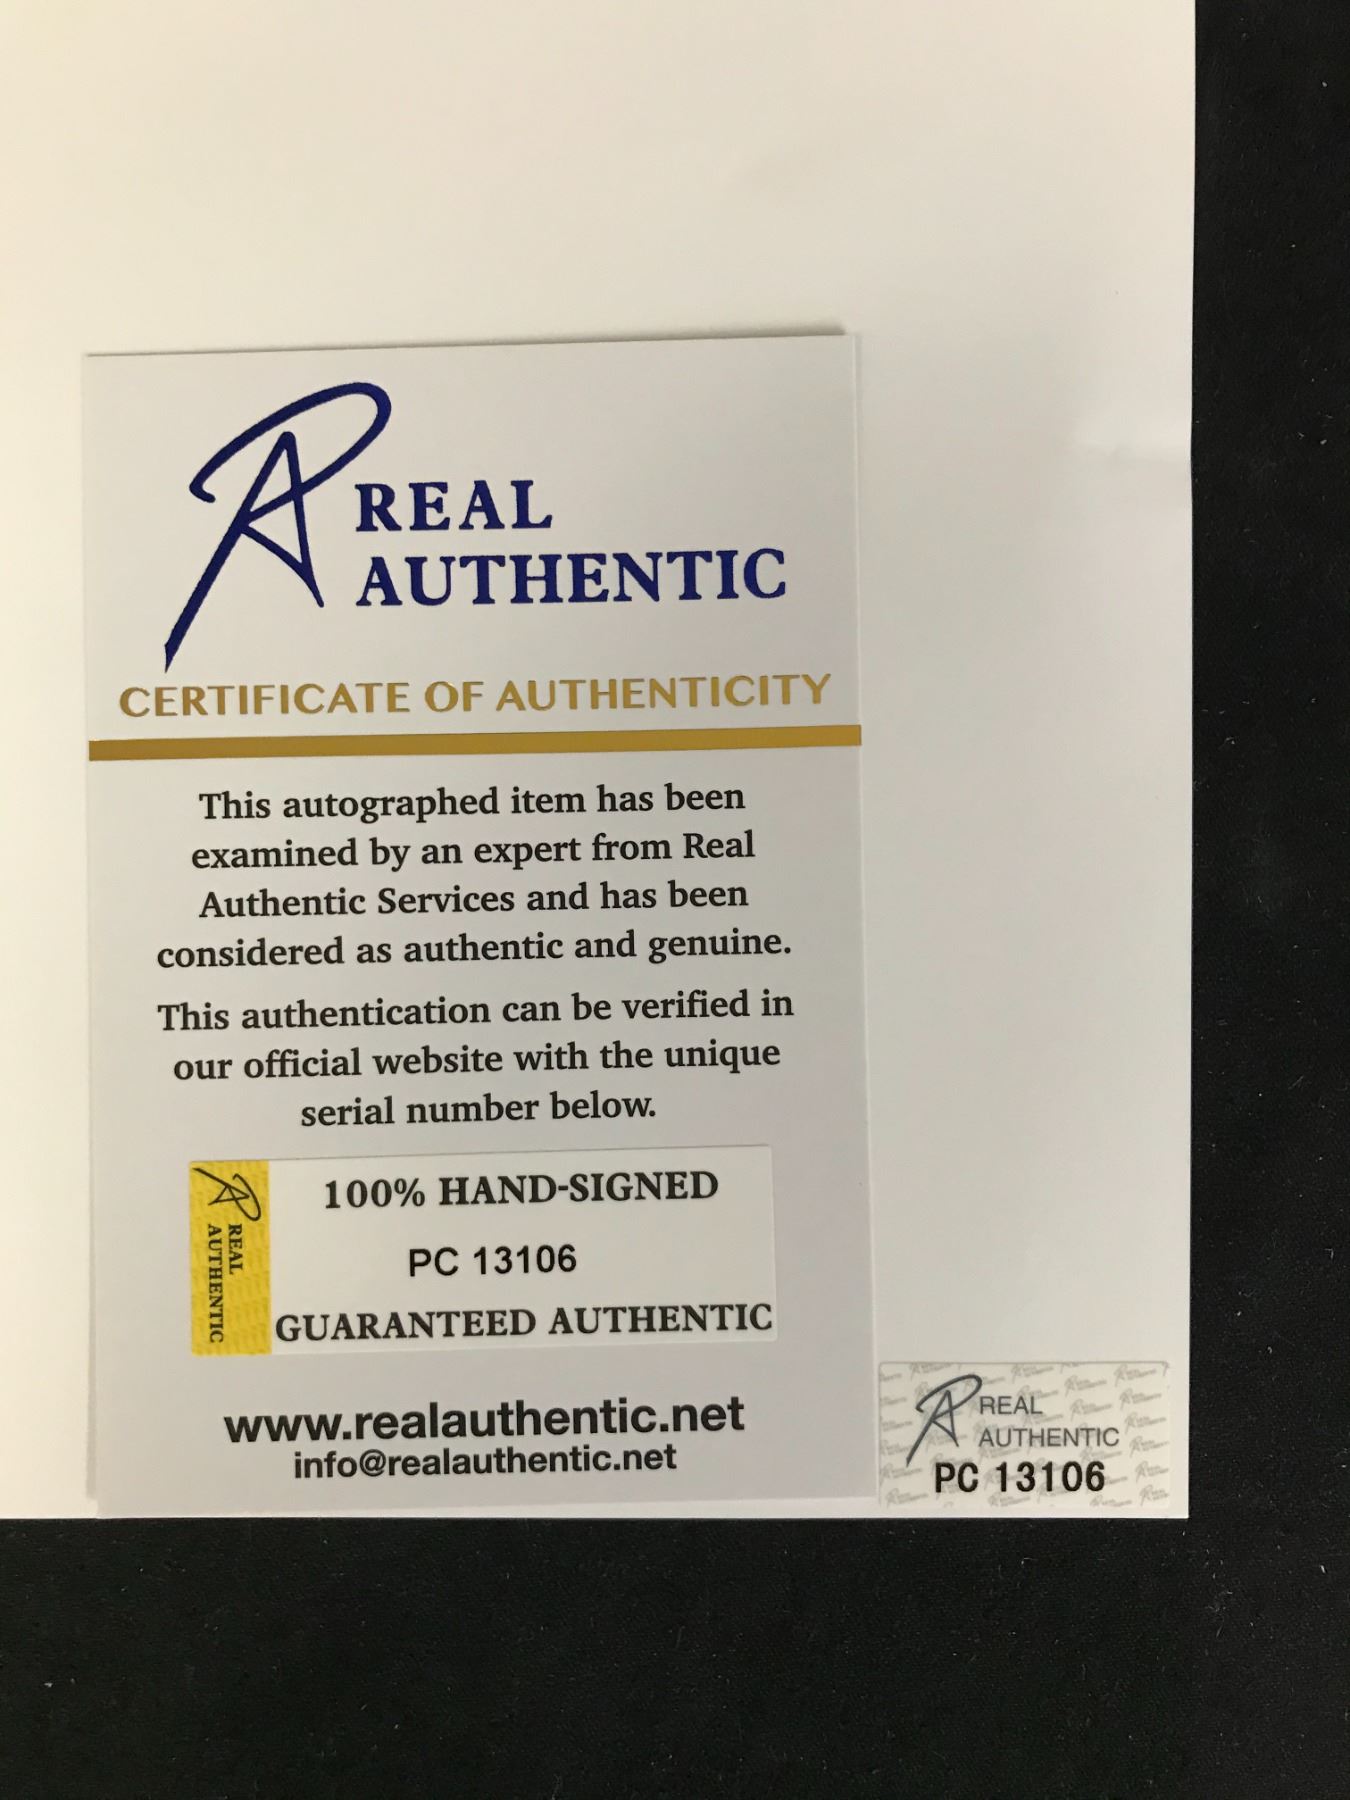 REAL
AUTHENTIC
CERTIFICATE OF AUTHENTICITY
This autographed item has been
examined by an expert from Real
Authentic Services and has been
considered as authentic and genuine.
This authentication can be verified in
our official website with the unique
serial number below.
REAL
AUTHENTIC
100% HAND-SIGNED
PC 13106
GUARANTEED AUTHENTIC
www.realauthentic.net
info@realauthentic.net
REAL
AUTHENTIC
PC 13106